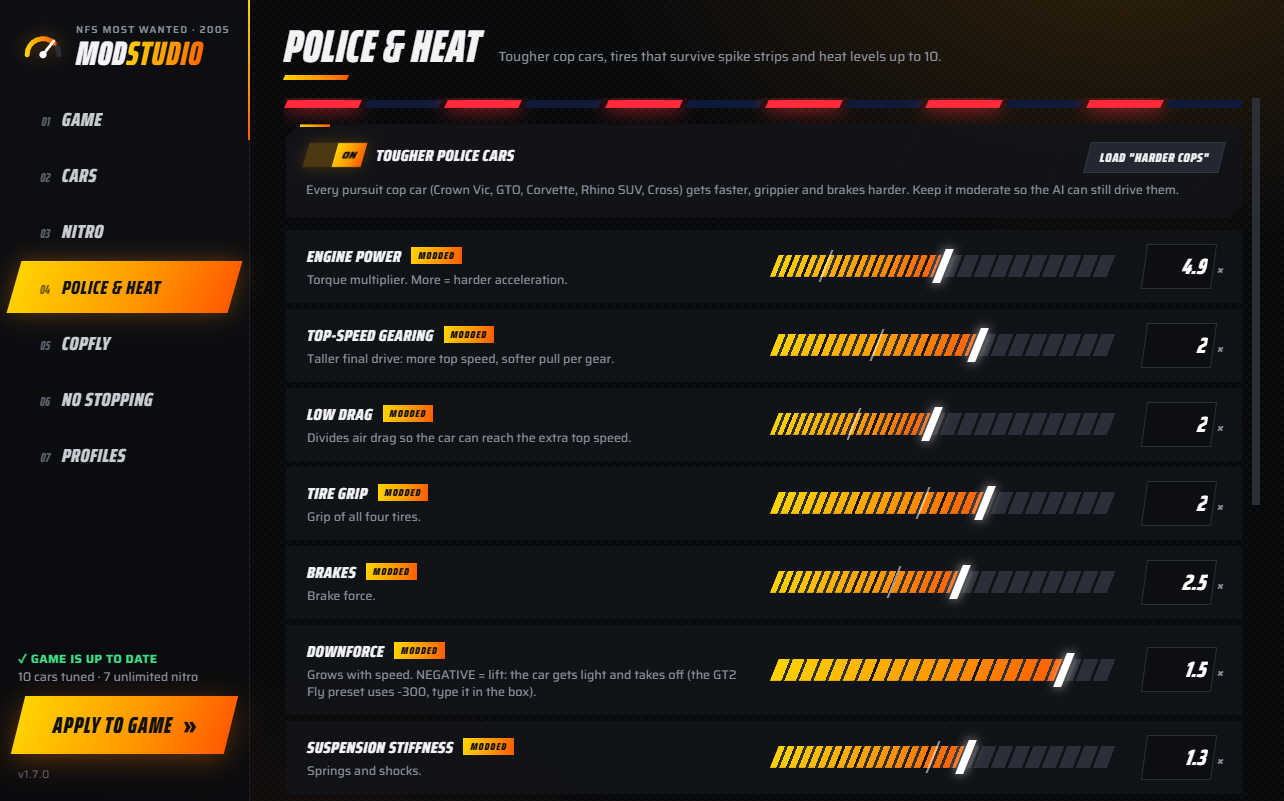 NFS MOST WANTED · 2005
MODSTUDIO
01 GAME
02 CARS
03 NITRO
04 POLICE & HEAT
05 COPFLY
06 NO STOPPING
07 PROFILES
✓ GAME IS UP TO DATE
10 cars tuned · 7 unlimited nitro
APPLY TO GAME »
v1.7.0
POLICE & HEAT
Tougher cop cars, tires that survive spike strips and heat levels up to 10.
ON TOUGHER POLICE CARS
LOAD "HARDER COPS"
Every pursuit cop car (Crown Vic, GTO, Corvette, Rhino SUV, Cross) gets faster, grippier and brakes harder. Keep it moderate so the AI can still drive them.
ENGINE POWER MODDED
Torque multiplier. More = harder acceleration.
4.9 ×
TOP-SPEED GEARING MODDED
Taller final drive: more top speed, softer pull per gear.
2 ×
LOW DRAG MODDED
Divides air drag so the car can reach the extra top speed.
2 ×
TIRE GRIP MODDED
Grip of all four tires.
2 ×
BRAKES MODDED
Brake force.
2.5 ×
DOWNFORCE MODDED
Grows with speed. NEGATIVE = lift: the car gets light and takes off (the GT2
Fly preset uses -300, type it in the box).
1.5 ×
SUSPENSION STIFFNESS MODDED
Springs and shocks.
1.3 ×